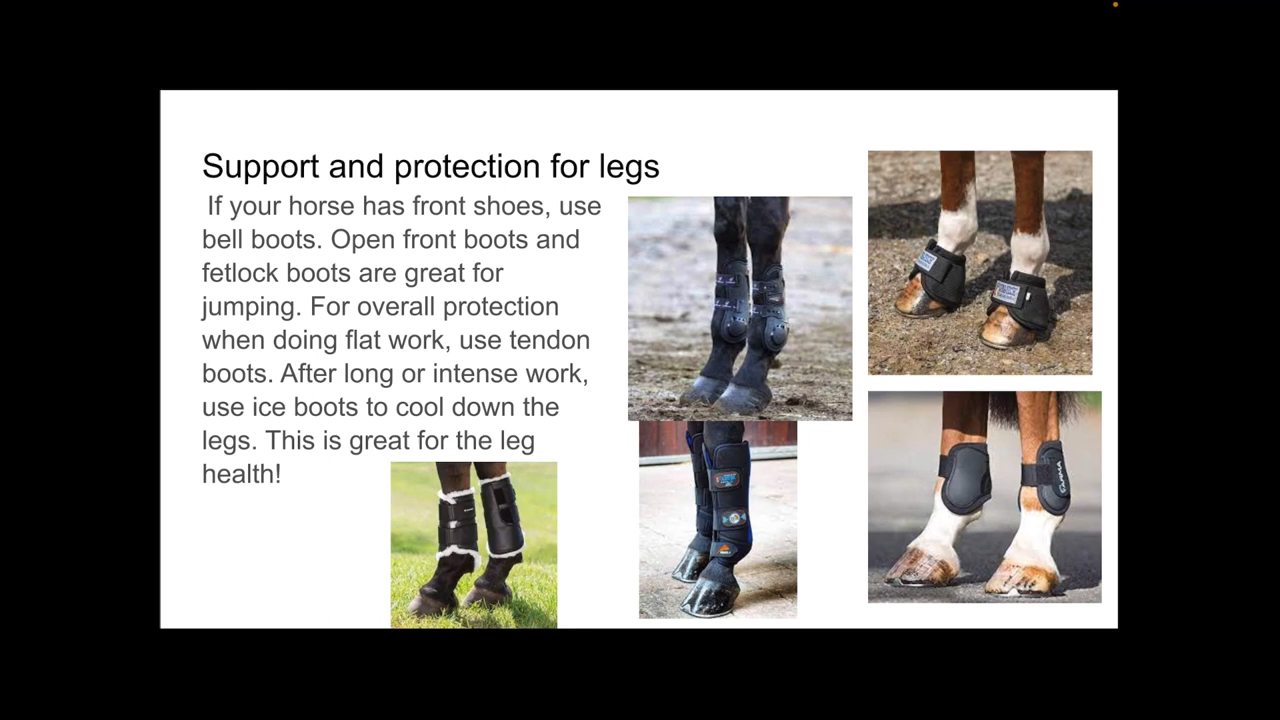 Support and protection for legs
If your horse has front shoes, use
bell boots. Open front boots and
fetlock boots are great for
jumping. For overall protection
when doing flat work, use tendon
boots. After long or intense work,
use ice boots to cool down the
legs. This is great for the leg
health!